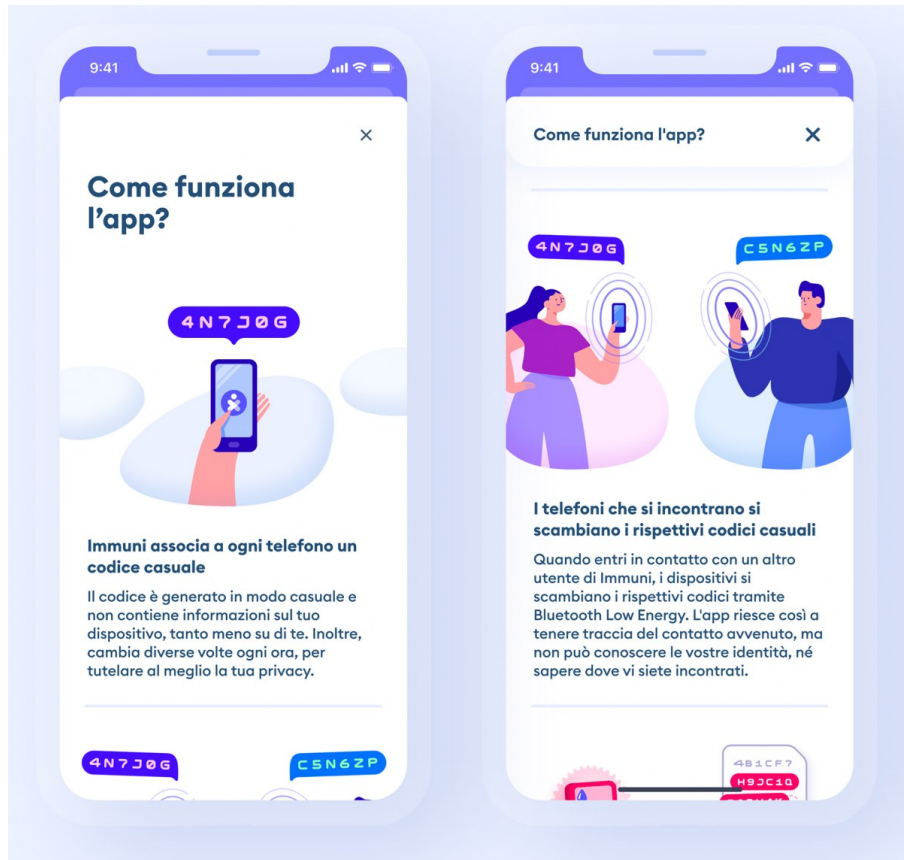 9:41
Come funziona
l’app?
4N7J0G
Immuni associa a ogni telefono un
codice casuale
Il codice è generato in modo casuale e
non contiene informazioni sul tuo
dispositivo, tanto meno su di te. Inoltre,
cambia diverse volte ogni ora, per
tutelare al meglio la tua privacy.
4N7J0G
C5N6ZP
9:41
Come funziona l'app?
4N7J0G
C5N6ZP
I telefoni che si incontrano si
scambiano i rispettivi codici casuali
Quando entri in contatto con un altro
utente di Immuni, i dispositivi si
scambiano i rispettivi codici tramite
Bluetooth Low Energy. L'app riesce così a
tenere traccia del contatto avvenuto, ma
non può conoscere le vostre identità, né
sapere dove vi siete incontrati.
4B1CF7
H9JC1Q